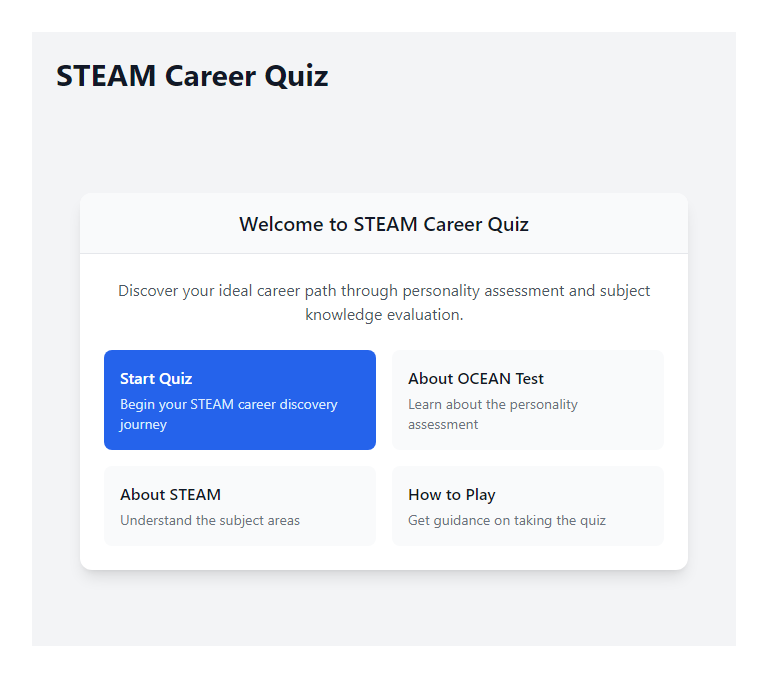 STEAM Career Quiz
Welcome to STEAM Career Quiz
Discover your ideal career path through personality assessment and subject
knowledge evaluation.
Start Quiz
Begin your STEAM career discovery
journey
About OCEAN Test
Learn about the personality
assessment
About STEAM
Understand the subject areas
How to Play
Get guidance on taking the quiz